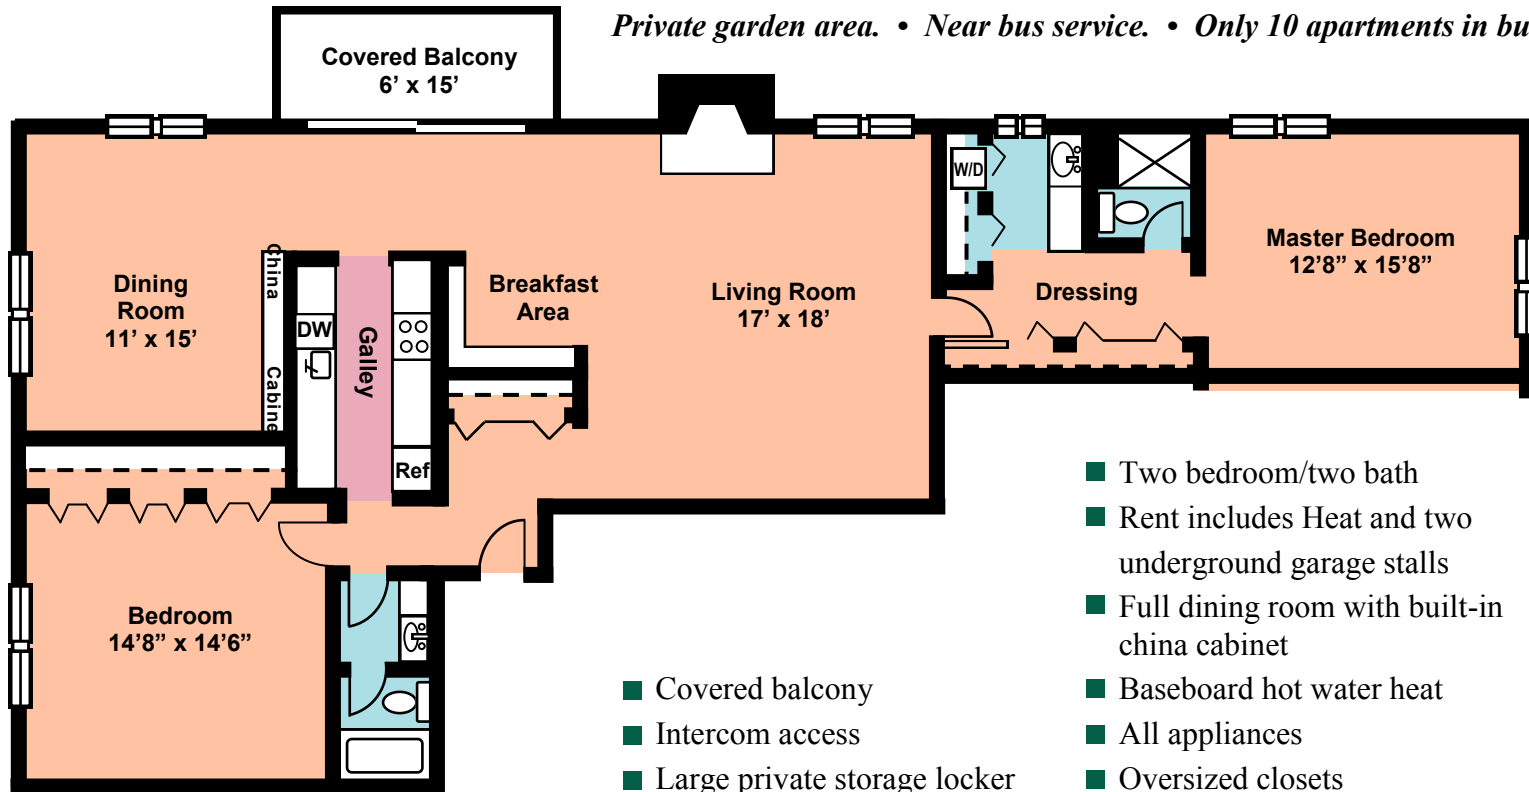 Private garden area. • Near bus service. • Only 10 apartments in bu
Covered Balcony
6’ x 15’
W/D
Master Bedroom
12’8” x 15’8”
Dining
Room
11’ x 15’
China
Cabine
DW
Galley
Ref
Breakfast
Area
Living Room
17’ x 18’
Dressing
Bedroom
14’8” x 14’6”
Covered balcony
Intercom access
Large private storage locker
Two bedroom/two bath
Rent includes Heat and two
underground garage stalls
Full dining room with built-in
china cabinet
Baseboard hot water heat
All appliances
Oversized closets